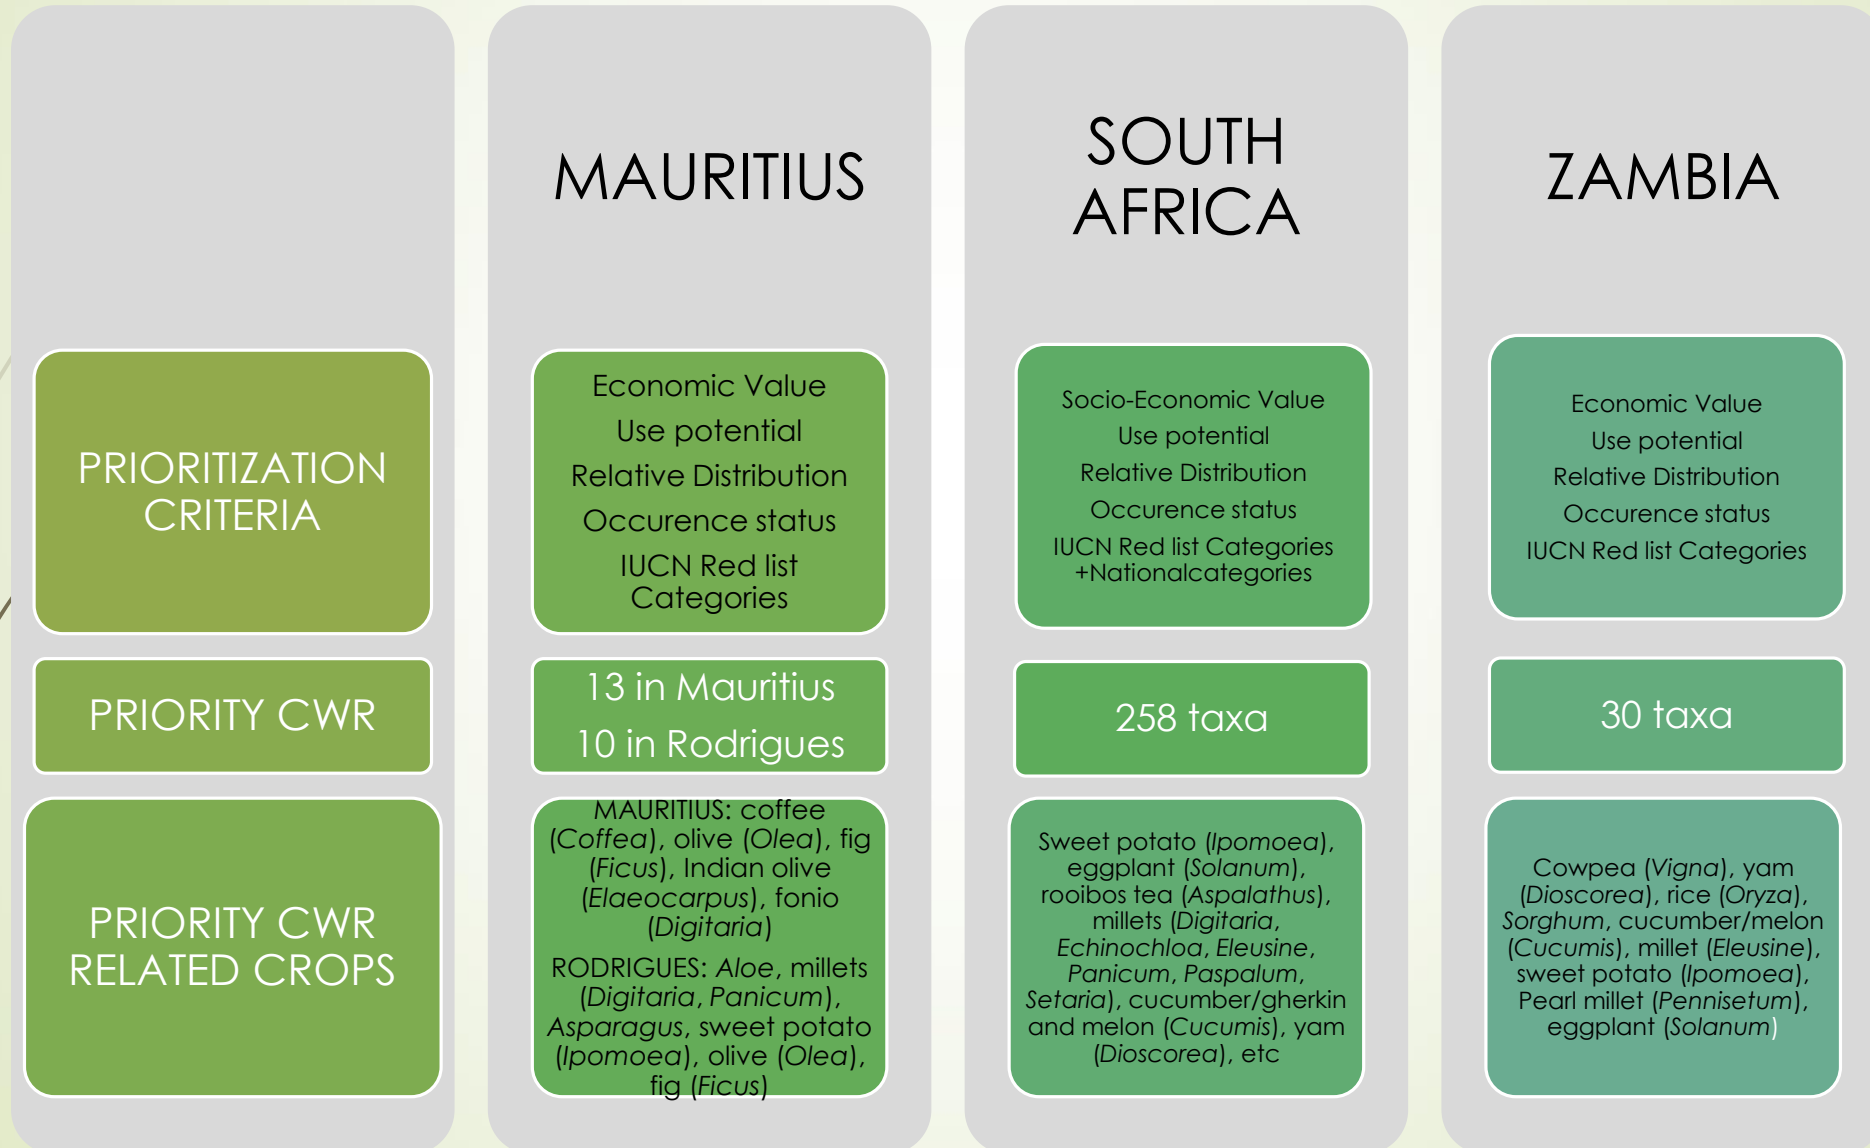 MAURITIUS
SOUTH
AFRICA
ZAMBIA
PRIORITIZATION
CRITERIA
Economic Value
Use potential
Relative Distribution
Occurence status
IUCN Red list
Categories
Socio-Economic Value
Use potential
Relative Distribution
Occurence status
IUCN Red list Categories
+Nationalcategories
Economic Value
Use potential
Relative Distribution
Occurence status
IUCN Red list Categories
PRIORITY CWR
13 in Mauritius
10 in Rodrigues
258 taxa
30 taxa
PRIORITY CWR
RELATED CROPS
MAURITIUS: coffee
(Coffea), olive (Olea), fig
(Ficus), Indian olive
(Elaeocarpus), fonio
(Digitaria)
RODRIGUES: Aloe, millets
(Digitaria, Panicum),
Asparagus, sweet potato
(Ipomoea), olive (Olea),
fig (Ficus)
Sweet potato (Ipomoea),
eggplant (Solanum),
rooibos tea (Aspalathus),
millets (Digitaria,
Echinochloa, Eleusine,
Panicum, Paspalum,
Setaria), cucumber/gherkin
and melon (Cucumis), yam
(Dioscorea), etc
Cowpea (Vigna), yam
(Dioscorea), rice (Oryza),
Sorghum, cucumber/melon
(Cucumis), millet (Eleusine),
sweet potato (Ipomoea),
Pearl millet (Pennisetum),
eggplant (Solanum)